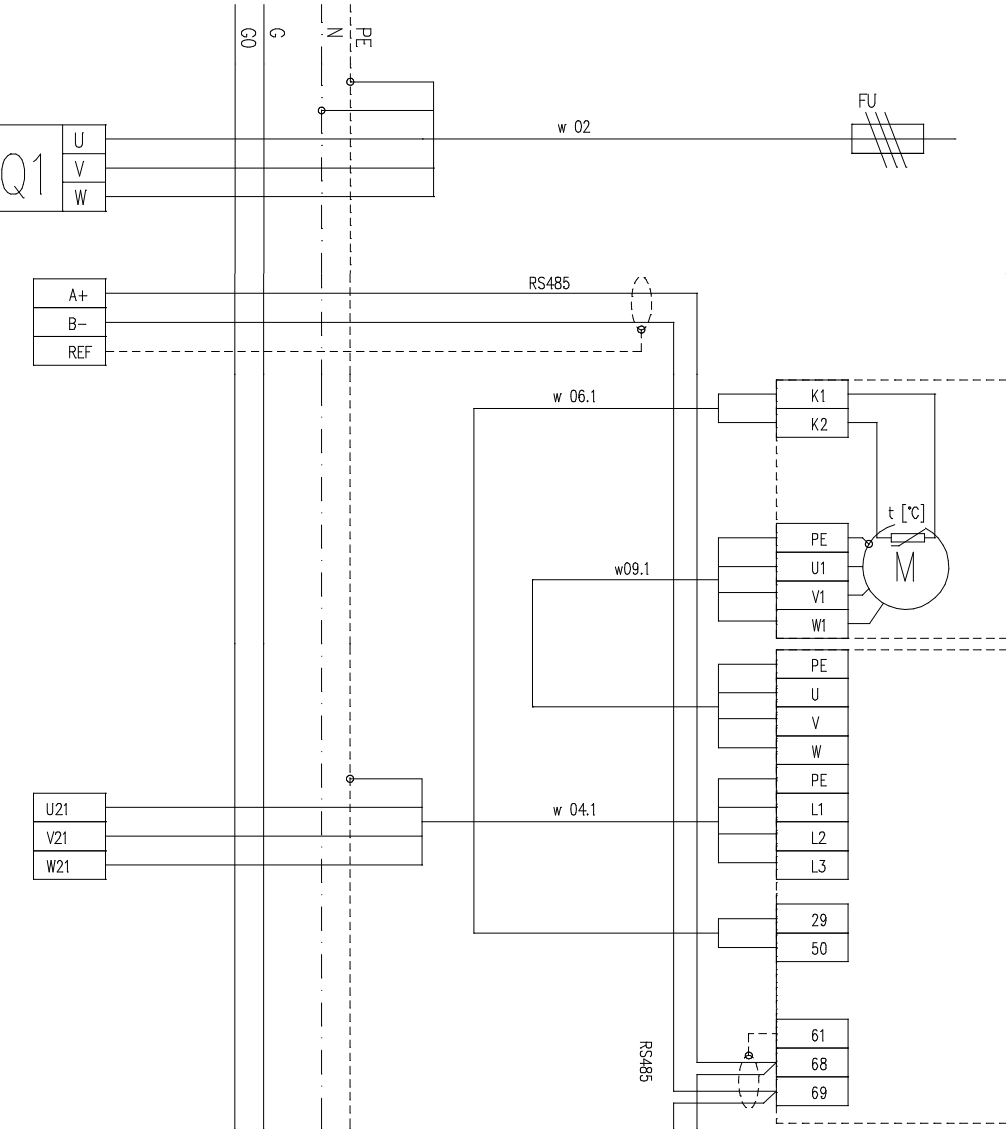 G0
G
N
PE
FU
w 02
Q1
U
V
W
RS485
A+
B-
REF
w 06.1
K1
K2
t [°C]
M
w09.1
PE
U1
V1
W1
PE
U
V
W
PE
L1
L2
L3
w 04.1
U21
V21
W21
29
50
RS485
61
68
69